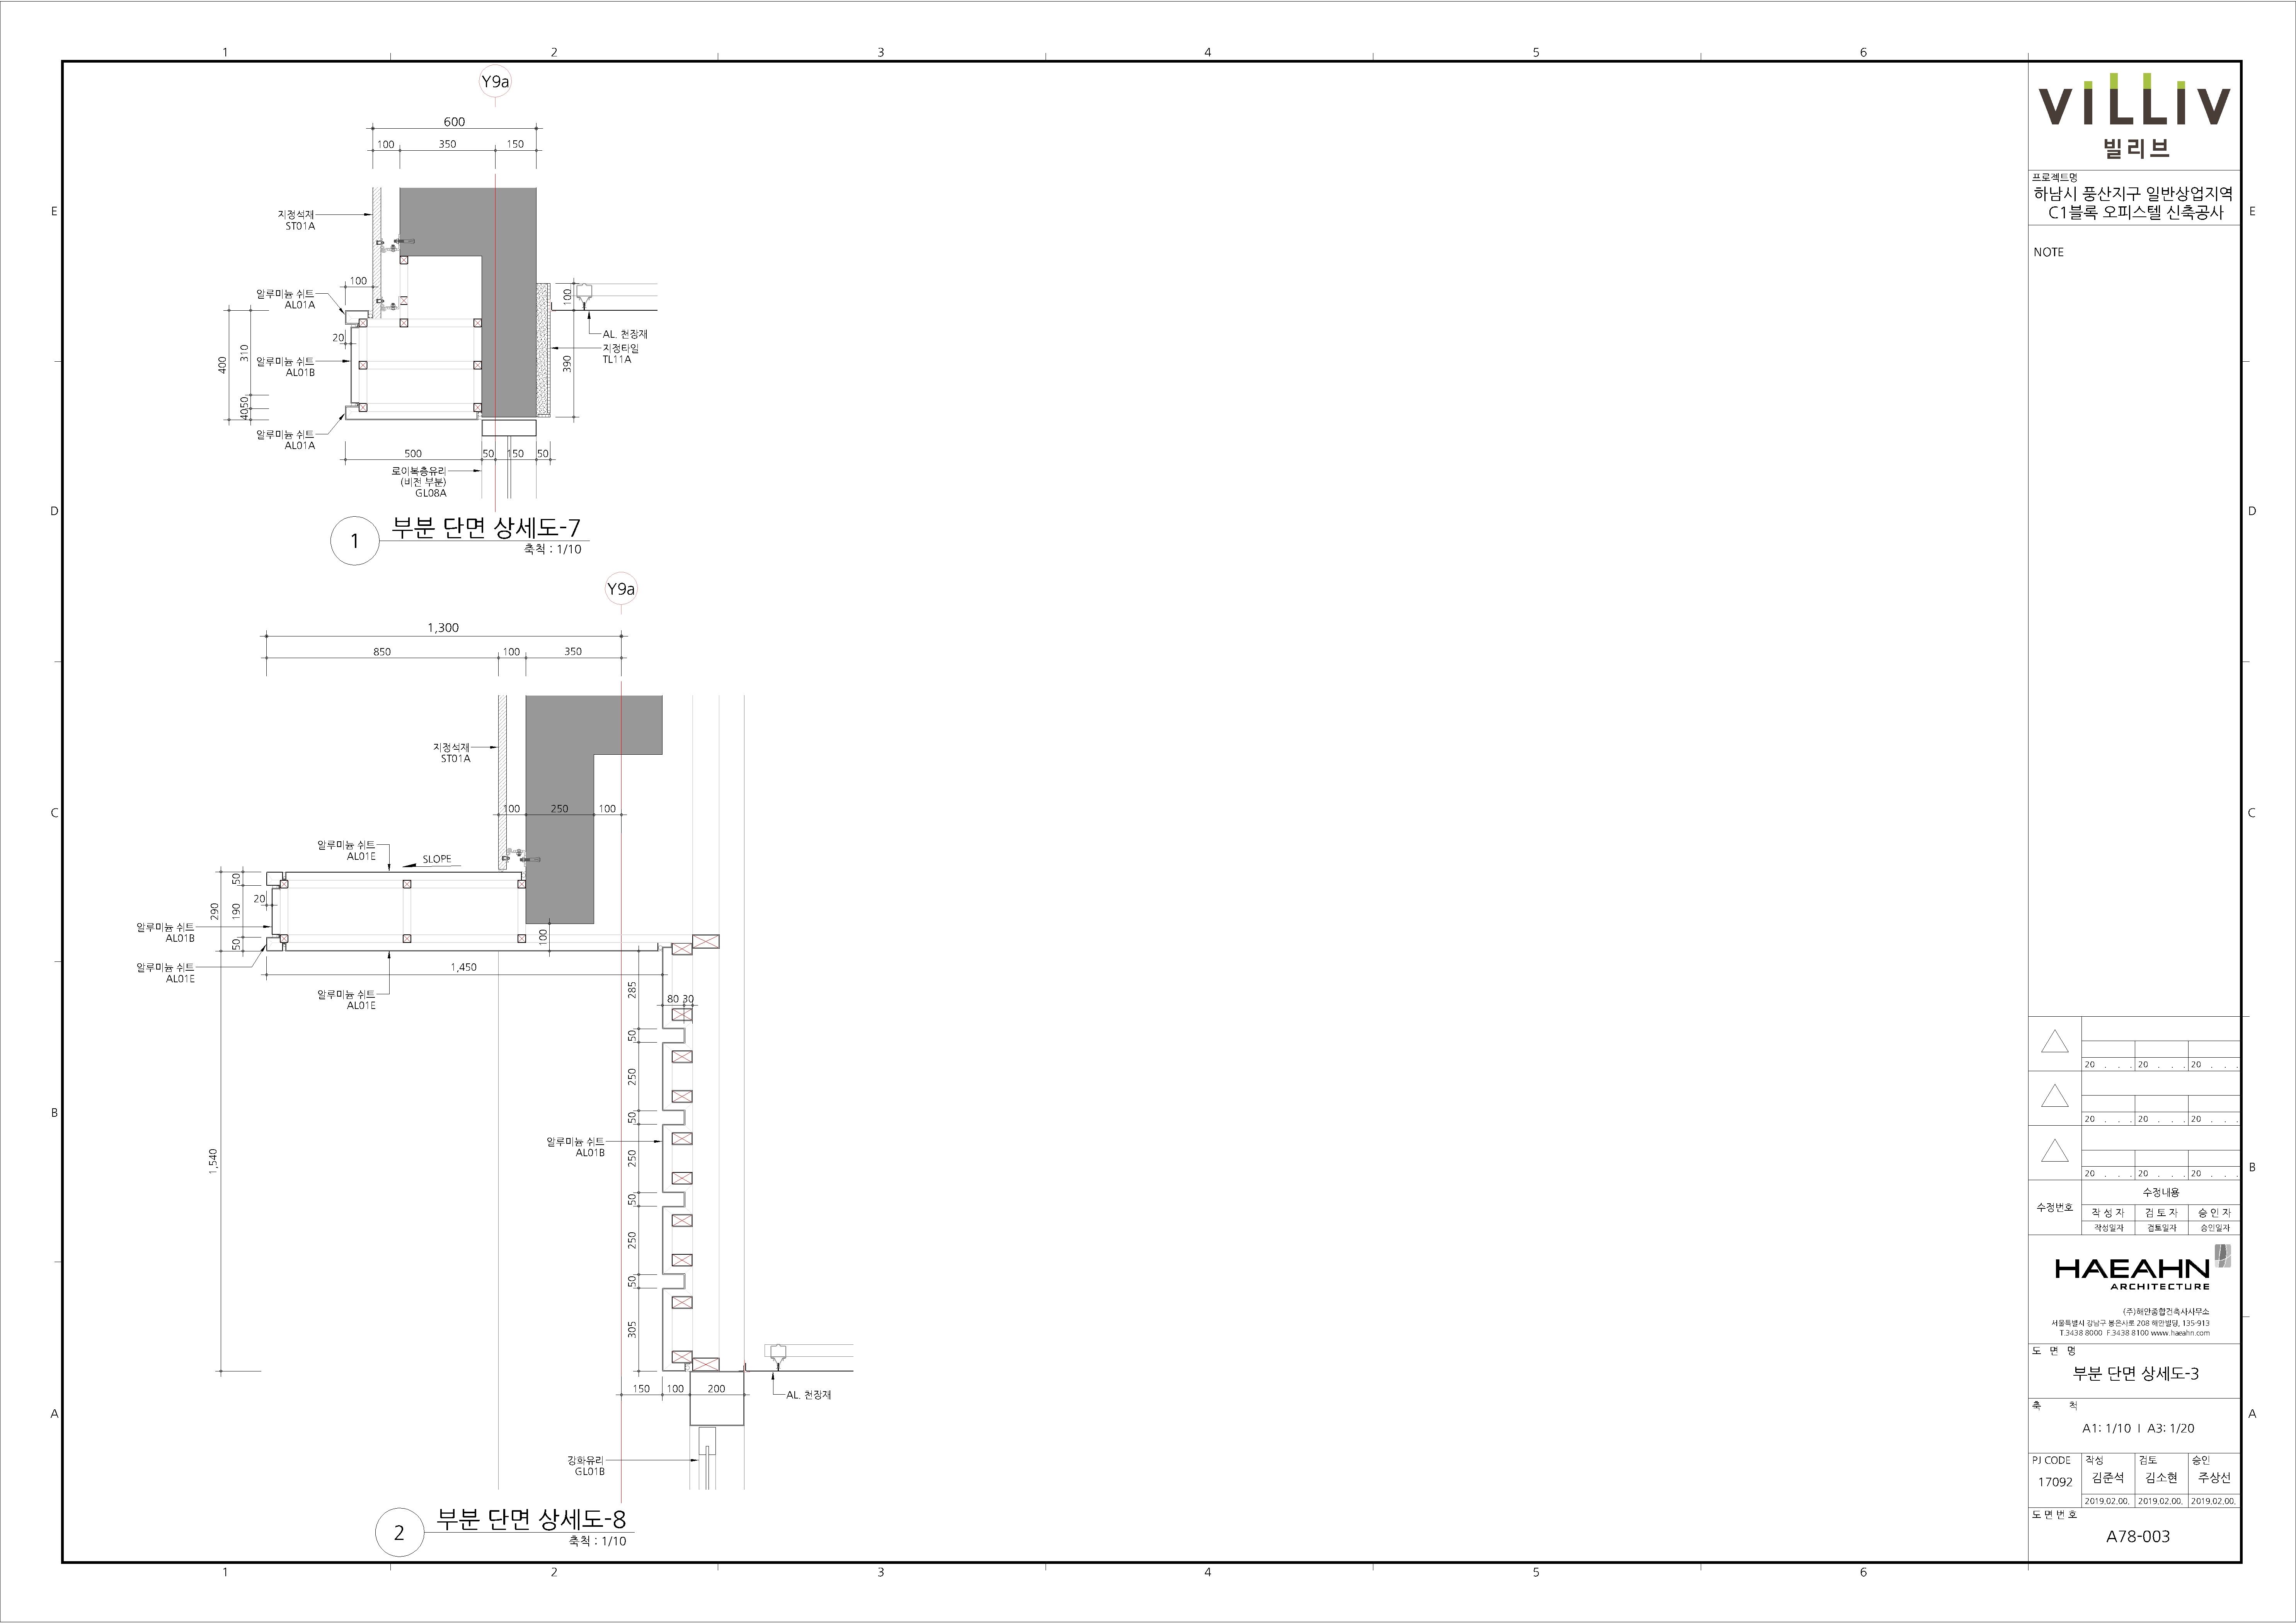 1 2 3 4 5 6
Y9a
600
100 350 150
지정석재
ST01A
100
알루미늄 쉬트
AL01A
20
알루미늄 쉬트
AL01B
400
310
50
40
알루미늄 쉬트
AL01A
100
AL. 천장재
지정타일
TL11A
390
500 50 150 50
로이복층유리
(비전 부분)
GL08A
1
부분 단면 상세도-7
축척 : 1/10
Y9a
1,300
850 100 350
지정석재
ST01A
100 250 100
알루미늄 쉬트
AL01E
SLOPE
50
20
290
190
50
알루미늄 쉬트
AL01B
알루미늄 쉬트
AL01E
100
1,450
알루미늄 쉬트
AL01E
285
80 30
50
250
50
알루미늄 쉬트
AL01B
250
1,540
50
250
50
305
150 100 200
AL. 천장재
강화유리
GL01B
2
부분 단면 상세도-8
축척 : 1/10
E
D
C
B
A
E
D
C
B
A
1 2 3 4 5 6
VILLIV
빌리브
프로젝트명
하남시 풍산지구 일반상업지역
C1블록 오피스텔 신축공사
NOTE
20 . . . 20 . . . 20 . . .
20 . . . 20 . . . 20 . . .
20 . . . 20 . . . 20 . . .
수정번호
수정내용
작 성 자 검 토 자 승 인 자
작성일자 검토일자 승인일자
HAEAHN
ARCHITECTURE
(주)해안종합건축사사무소
서울특별시 강남구 봉은사로 208 해안빌딩, 135-913
T.3438 8000 F.3438 8100 www.haeahn.com
도 면 명
부분 단면 상세도-3
축 척
A1: 1/10 I A3: 1/20
PJ CODE 작성 검토 승인
17092 김준석 김소현 주상선
2019.02.00. 2019.02.00. 2019.02.00.
도 면 번 호
A78-003